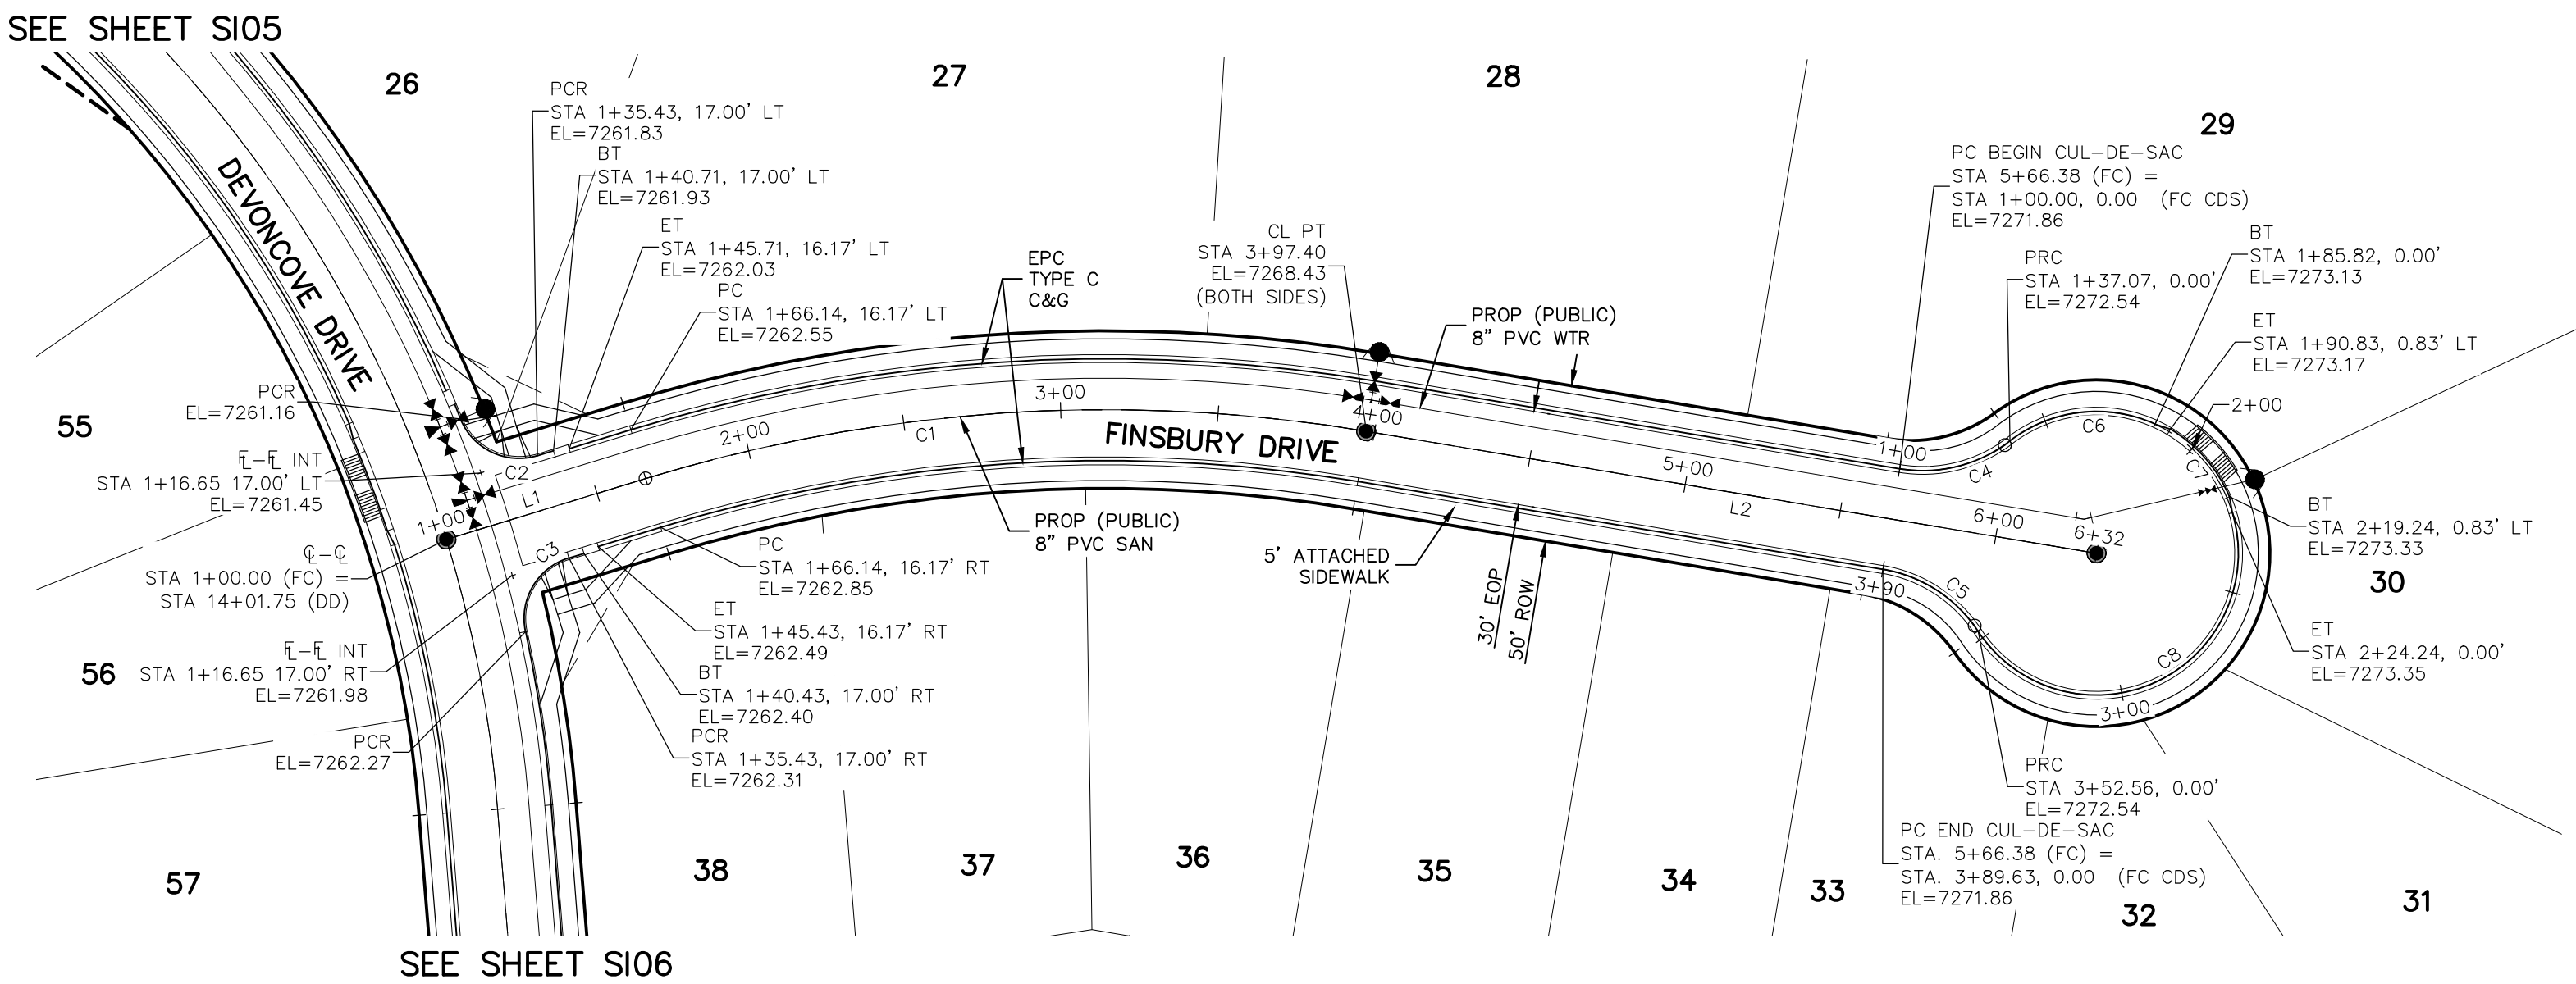 SEE SHEET SI05
26
27
28
29
PCR
STA 1+35.43, 17.00' LT
EL=7261.83
BT
STA 1+40.71, 17.00' LT
EL=7261.93
ET
STA 1+45.71, 16.17' LT
EL=7262.03
PC
STA 1+66.14, 16.17' LT
EL=7262.55
DEVONCOVE DRIVE
EPC
TYPE C
C&G
CL PT
STA 3+97.40
EL=7268.43
(BOTH SIDES)
PROP (PUBLIC)
8" PVC WTR
PC BEGIN CUL-DE-SAC
STA 5+66.38 (FC) =
STA 1+00.00, 0.00 (FC CDS)
EL=7271.86
PRC
STA 1+37.07, 0.00'
EL=7272.54
BT
STA 1+85.82, 0.00'
EL=7273.13
ET
STA 1+90.83, 0.83' LT
EL=7273.17
2+00
55
PCR
EL=7261.16
FL-FL INT
STA 1+16.65 17.00' LT
EL=7261.45
1+00
C2
L1
2+00
C1
3+00
4+00
FINSBURY DRIVE
5+00
L2
1+00
C4
C6
C7
6+00
6+32
BT
STA 2+19.24, 0.83' LT
EL=7273.33
30
CL-CL
STA 1+00.00 (FC) =
STA 14+01.75 (DD)
C3
PC
STA 1+66.14, 16.17' RT
EL=7262.85
PROP (PUBLIC)
8" PVC SAN
5' ATTACHED
SIDEWALK
30' EOP
50' ROW
3+90
C5
C8
3+00
ET
STA 2+24.24, 0.00'
EL=7273.35
56
FL-FL INT
STA 1+16.65 17.00' RT
EL=7261.98
ET
STA 1+45.43, 16.17' RT
EL=7262.49
BT
STA 1+40.43, 17.00' RT
EL=7262.40
PCR
STA 1+35.43, 17.00' RT
EL=7262.31
PCR
EL=7262.27
PRC
STA 3+52.56, 0.00'
EL=7272.54
PC END CUL-DE-SAC
STA. 5+66.38 (FC) =
STA. 3+89.63, 0.00 (FC CDS)
EL=7271.86
57
38
37
36
35
34
33
32
31
SEE SHEET SI06